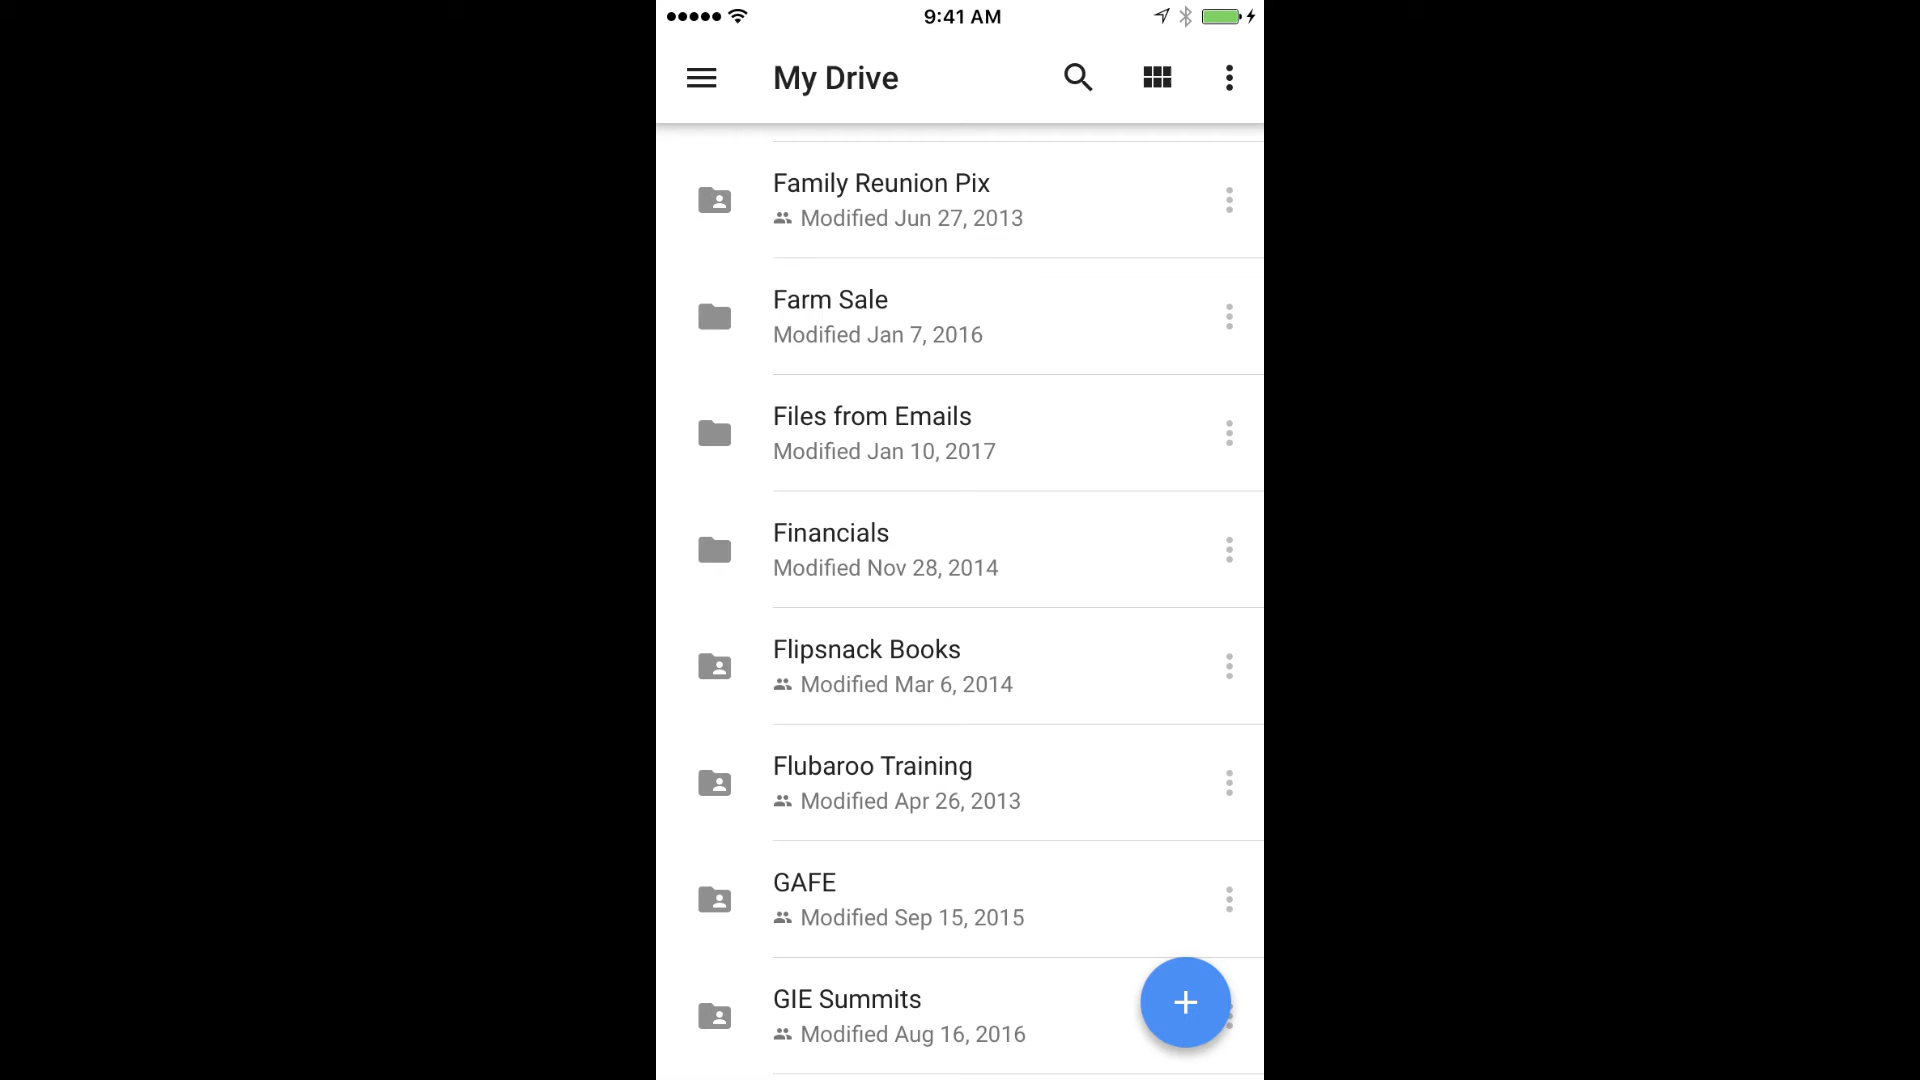 9:41 AM
My Drive
Family Reunion Pix
Modified Jun 27, 2013
Farm Sale
Modified Jan 7, 2016
Files from Emails
Modified Jan 10, 2017
Financials
Modified Nov 28, 2014
Flipsnack Books
Modified Mar 6, 2014
Flubaroo Training
Modified Apr 26, 2013
GAFE
Modified Sep 15, 2015
GIE Summits
Modified Aug 16, 2016